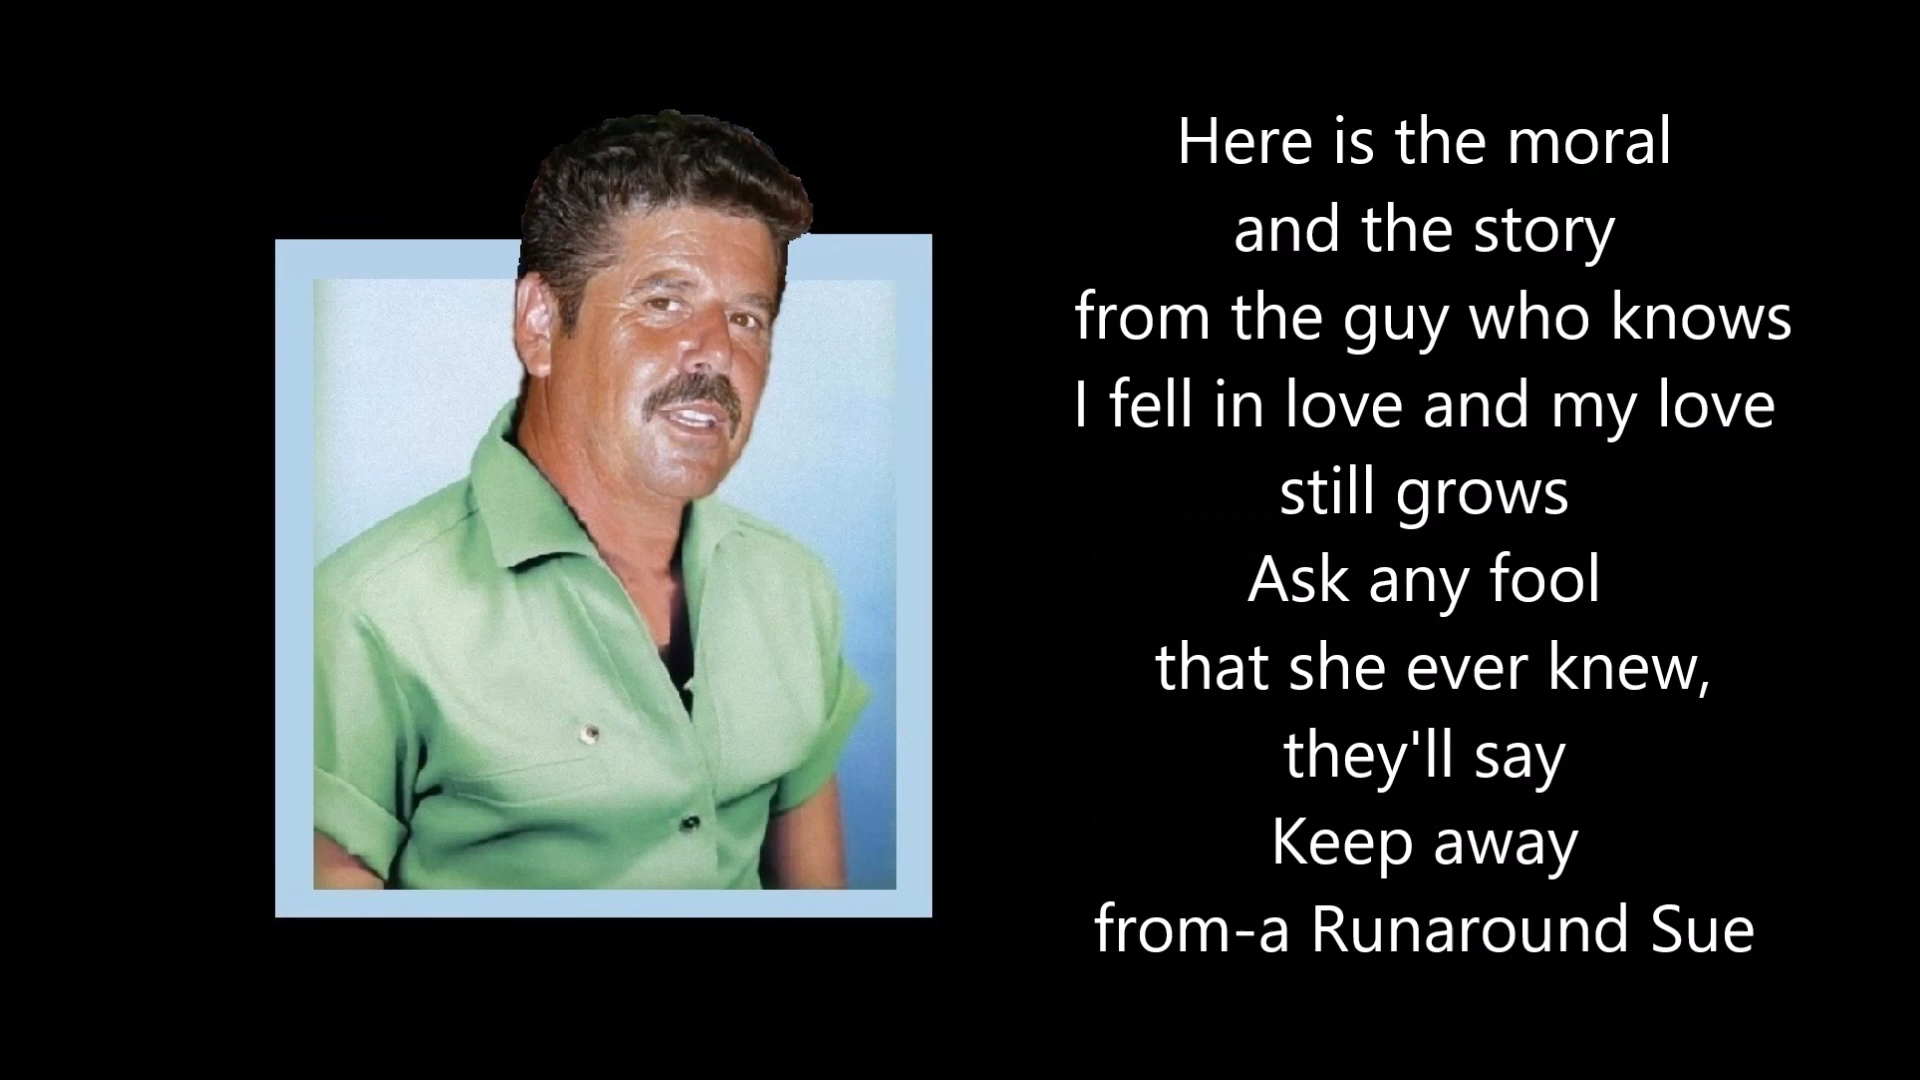 Here is the moral
and the story
from the guy who knows
I fell in love and my love
still grows
Ask any fool
that she ever knew,
they'll say
Keep away
from-a Runaround Sue